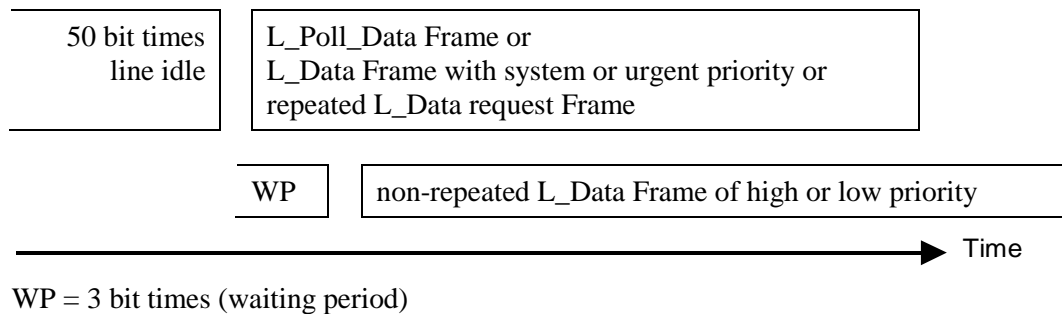 50 bit times
line idle
L_Poll_Data Frame or
L_Data Frame with system or urgent priority or
repeated L_Data request Frame
WP
non-repeated L_Data Frame of high or low priority
Time
WP = 3 bit times (waiting period)